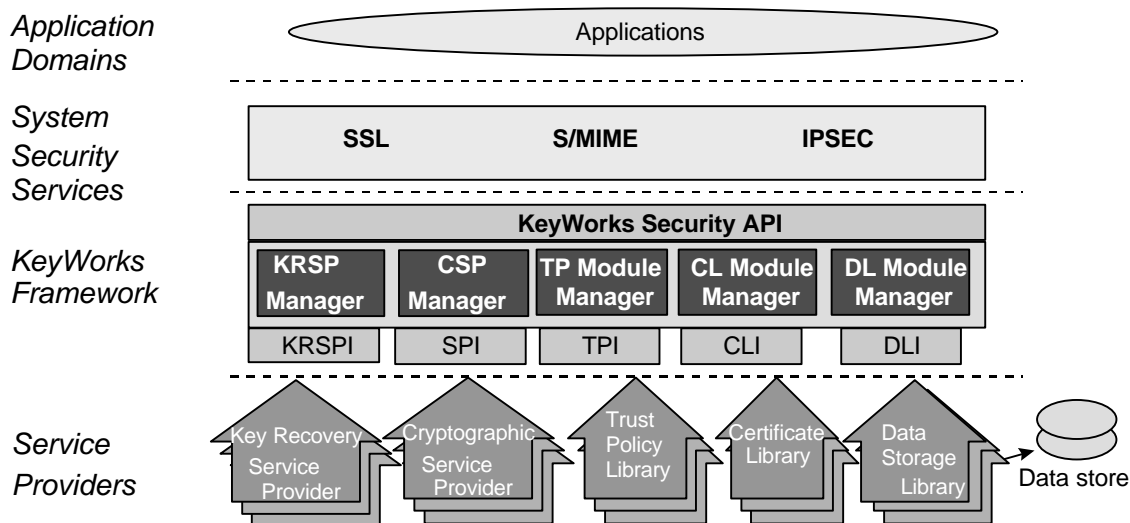 Application
Domains
Applications
System
Security
Services
SSL S/MIME IPSEC
KeyWorks
Framework
KeyWorks Security API
KRSP
Manager
CSP
Manager
TP Module
Manager
CL Module
Manager
DL Module
Manager
KRSPI SPI TPI CLI DLI
Service
Providers
Key Recovery
Service
Provider
Cryptographic
Service
Provider
Trust
Policy
Library
Certificate
Library
Data
Storage
Library
Data store